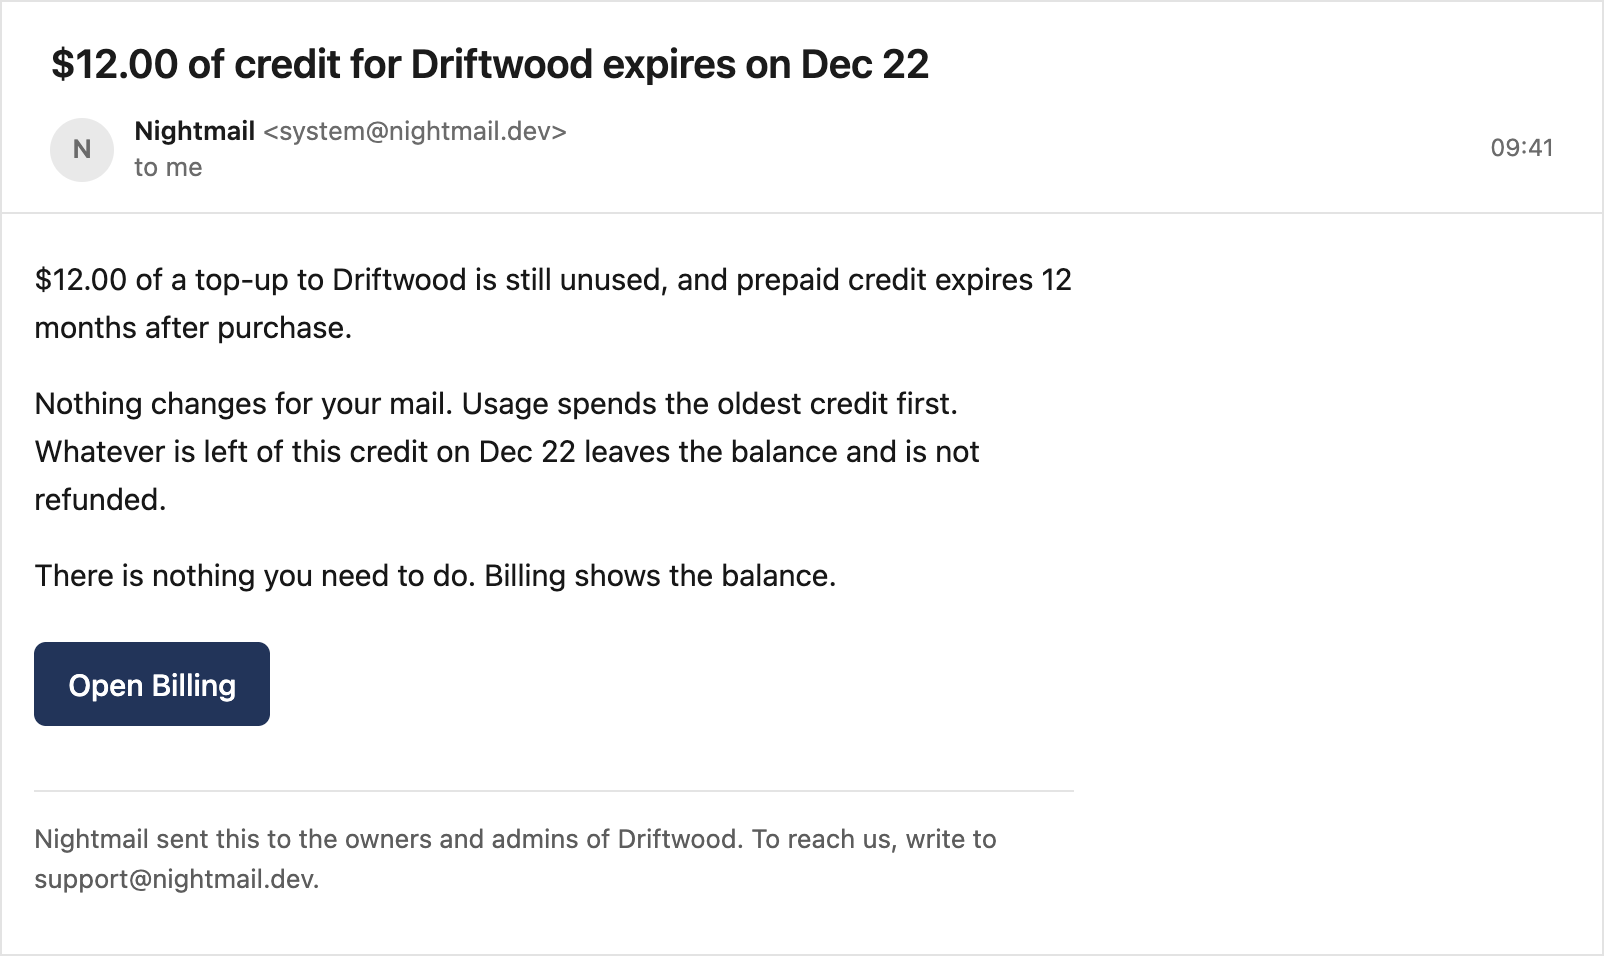 $12.00 of credit for Driftwood expires on Dec 22
N
Nightmail <system@nightmail.dev>
to me
09:41
$12.00 of a top-up to Driftwood is still unused, and prepaid credit expires 12
months after purchase.
Nothing changes for your mail. Usage spends the oldest credit first.
Whatever is left of this credit on Dec 22 leaves the balance and is not
refunded.
There is nothing you need to do. Billing shows the balance.
Open Billing
Nightmail sent this to the owners and admins of Driftwood. To reach us, write to
support@nightmail.dev.